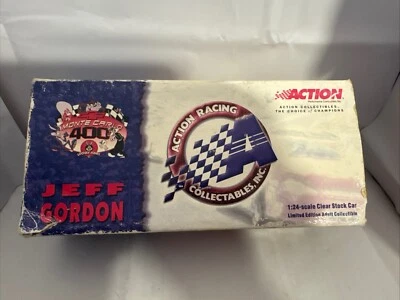 MONTE CARLO
400
JEFF
GORDON
ACTION RACING
COLLECTABLES, INC.
ACTION
ACTION COLLECTIBLES,
THE CHOICE of CHAMPIONS
1:24-scale Clear Stock Car
Limited Edition Adult Collectible